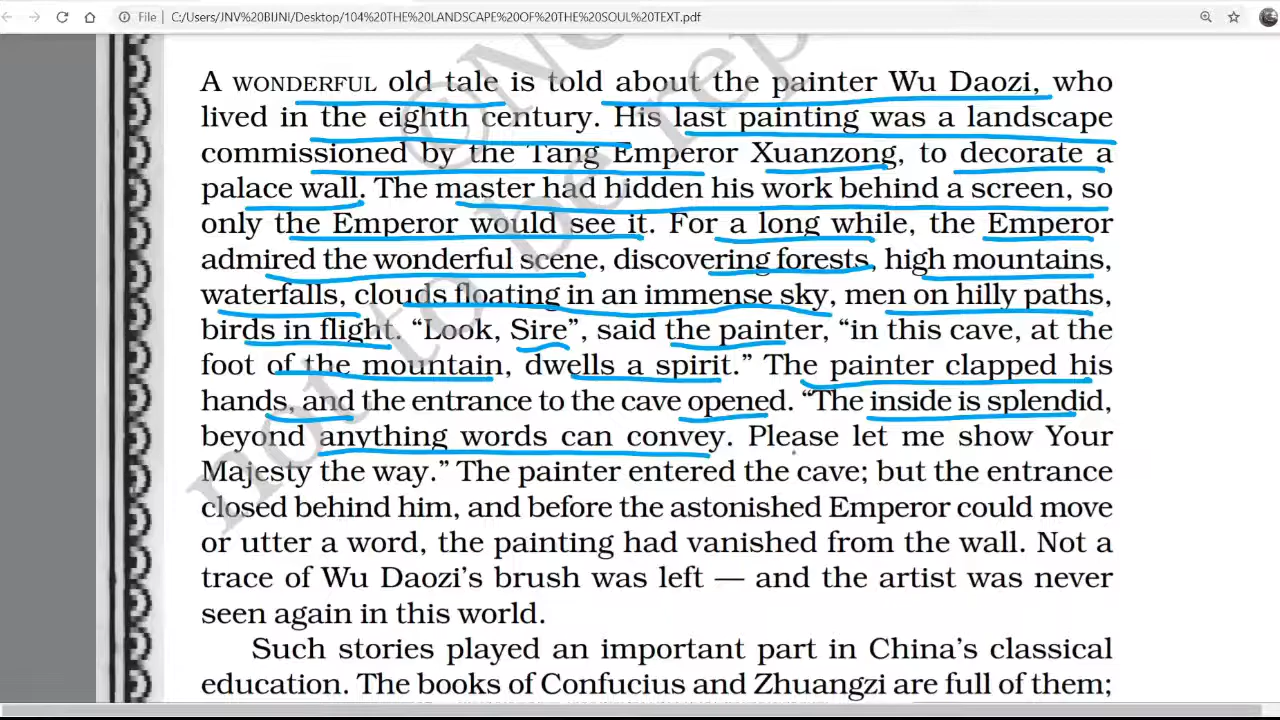 File | C:/Users/JNV%20BIJNI/Desktop/104%20THE%20LANDSCAPE%20OF%20THE%20SOUL%20TEXT.pdf
A WONDERFUL old tale is told about the painter Wu Daozi, who
lived in the eighth century. His last painting was a landscape
commissioned by the Tang Emperor Xuanzong, to decorate a
palace wall. The master had hidden his work behind a screen, so
only the Emperor would see it. For a long while, the Emperor
admired the wonderful scene, discovering forests, high mountains,
waterfalls, clouds floating in an immense sky, men on hilly paths,
birds in flight. “Look, Sire”, said the painter, “in this cave, at the
foot of the mountain, dwells a spirit.” The painter clapped his
hands, and the entrance to the cave opened. “The inside is splendid,
beyond anything words can convey. Please let me show Your
Majesty the way.” The painter entered the cave; but the entrance
closed behind him, and before the astonished Emperor could move
or utter a word, the painting had vanished from the wall. Not a
trace of Wu Daozi’s brush was left — and the artist was never
seen again in this world.
Such stories played an important part in China’s classical
education. The books of Confucius and Zhuangzi are full of them;
not to be rep